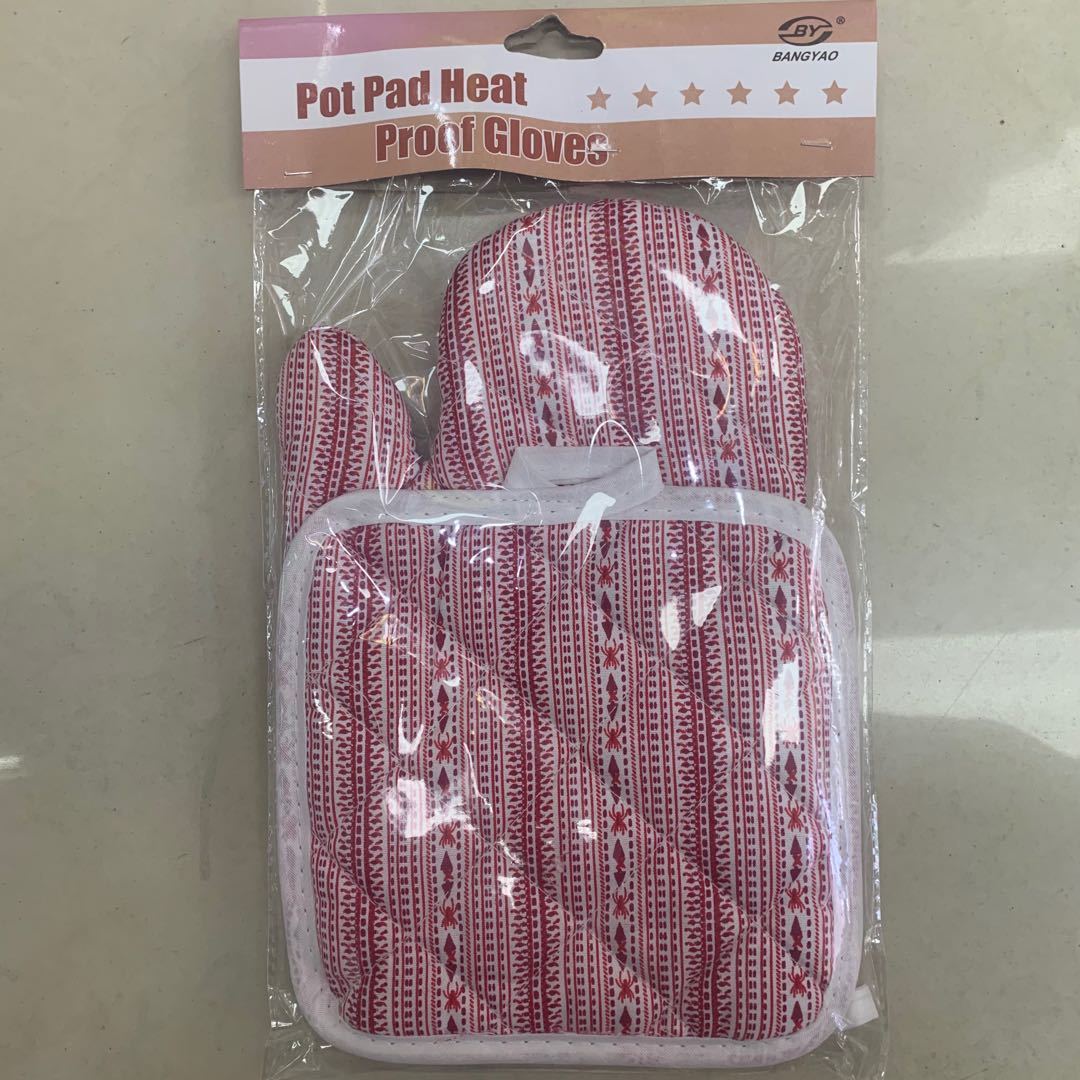 BY ®
BANGYAO
Pot Pad Heat
Proof Gloves